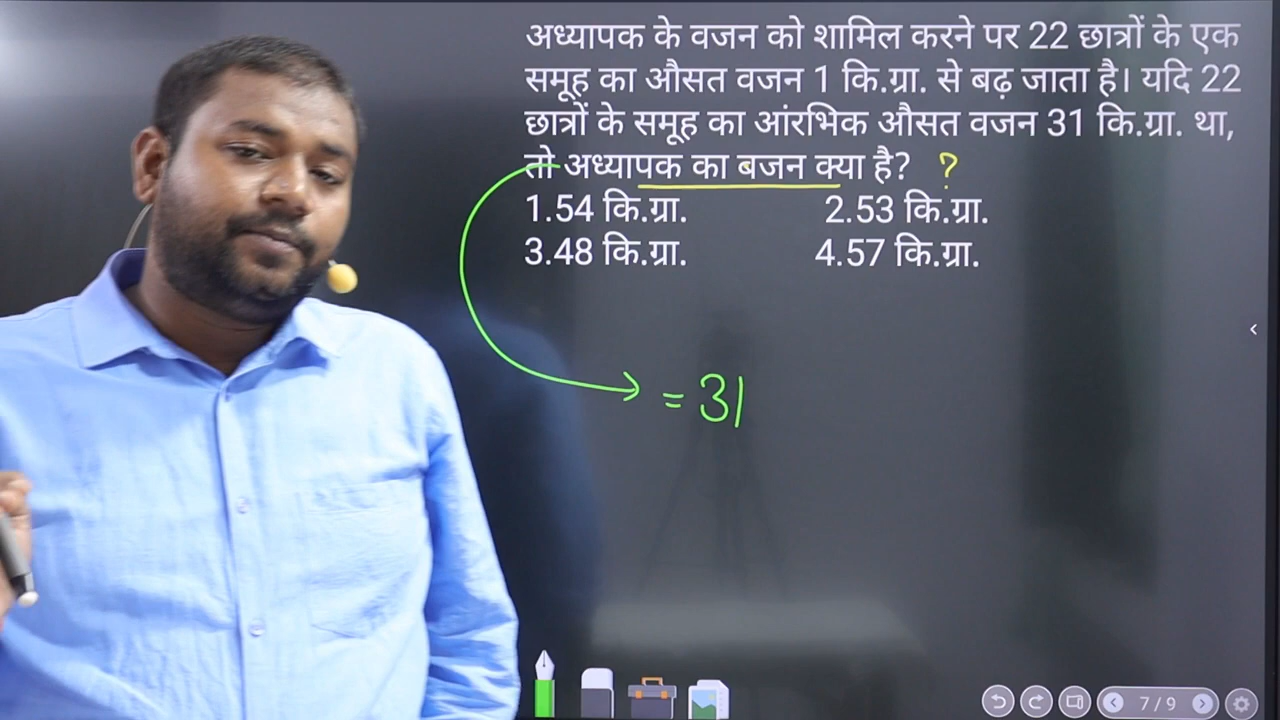 अध्यापक के वजन को शामिल करने पर 22 छात्रों के एक
समूह का औसत वजन 1 कि.ग्रा. से बढ़ जाता है। यदि 22
छात्रों के समूह का आंरभिक औसत वजन 31 कि.ग्रा. था,
तो अध्यापक का बजन क्या है? ?
1.54 कि.ग्रा. 2.53 कि.ग्रा.
3.48 कि.ग्रा. 4.57 कि.ग्रा.
= 31
7 / 9